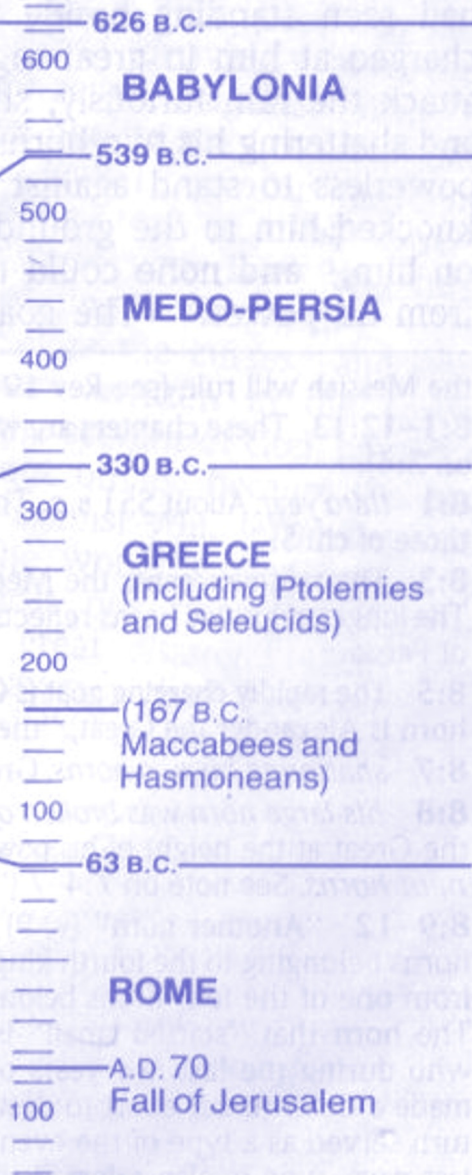 626 B.C.
600
BABYLONIA
539 B.C.
500
MEDO-PERSIA
400
330 B.C.
300
GREECE
(Including Ptolemies
and Seleucids)
200
(167 B.C.
Maccabees and
Hasmoneans)
100
63 B.C.
ROME
A.D. 70
Fall of Jerusalem
100